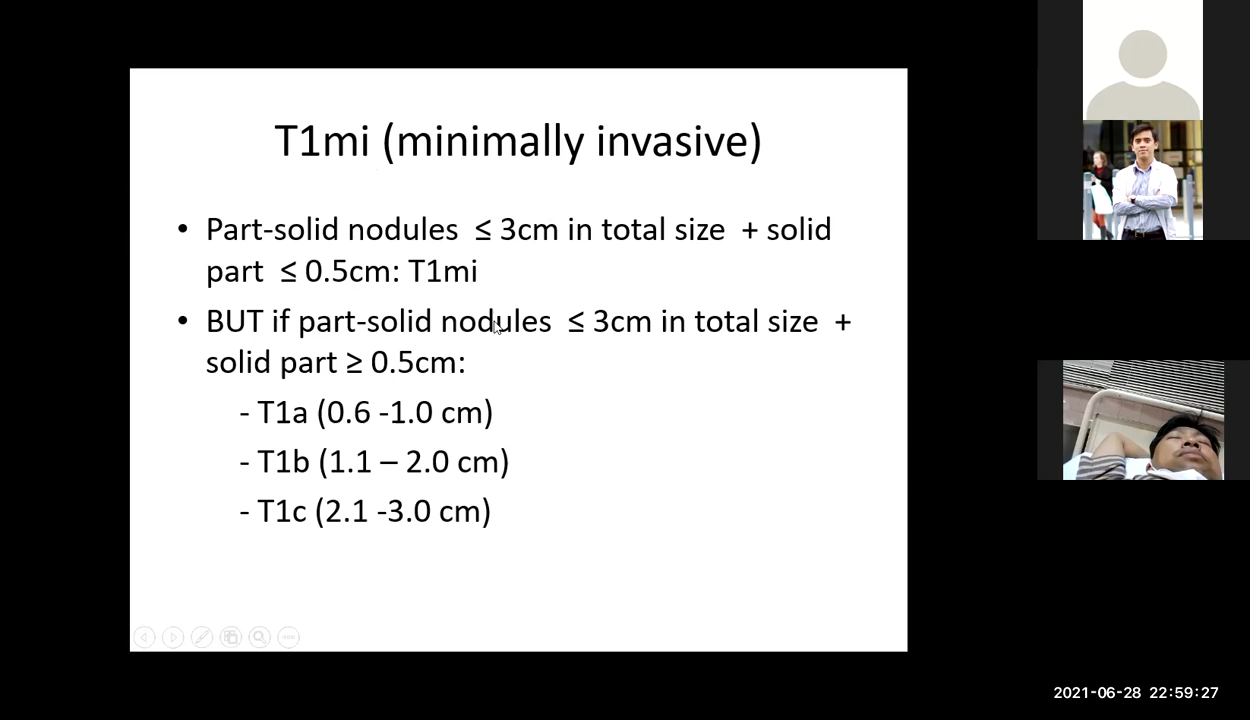 T1mi (minimally invasive)
• Part-solid nodules ≤ 3cm in total size + solid
part ≤ 0.5cm: T1mi
• BUT if part-solid nodules ≤ 3cm in total size +
solid part ≥ 0.5cm:
- T1a (0.6 -1.0 cm)
- T1b (1.1 – 2.0 cm)
- T1c (2.1 -3.0 cm)
2021-06-28 22:59:27